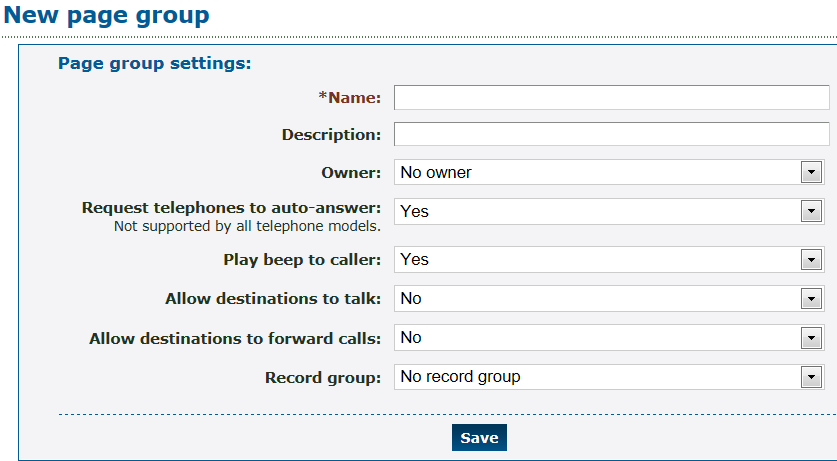 New page group
Page group settings:
*Name:
Description:
Owner: No owner
Request telephones to auto-answer: Yes
Not supported by all telephone models.
Play beep to caller: Yes
Allow destinations to talk: No
Allow destinations to forward calls: No
Record group: No record group
Save